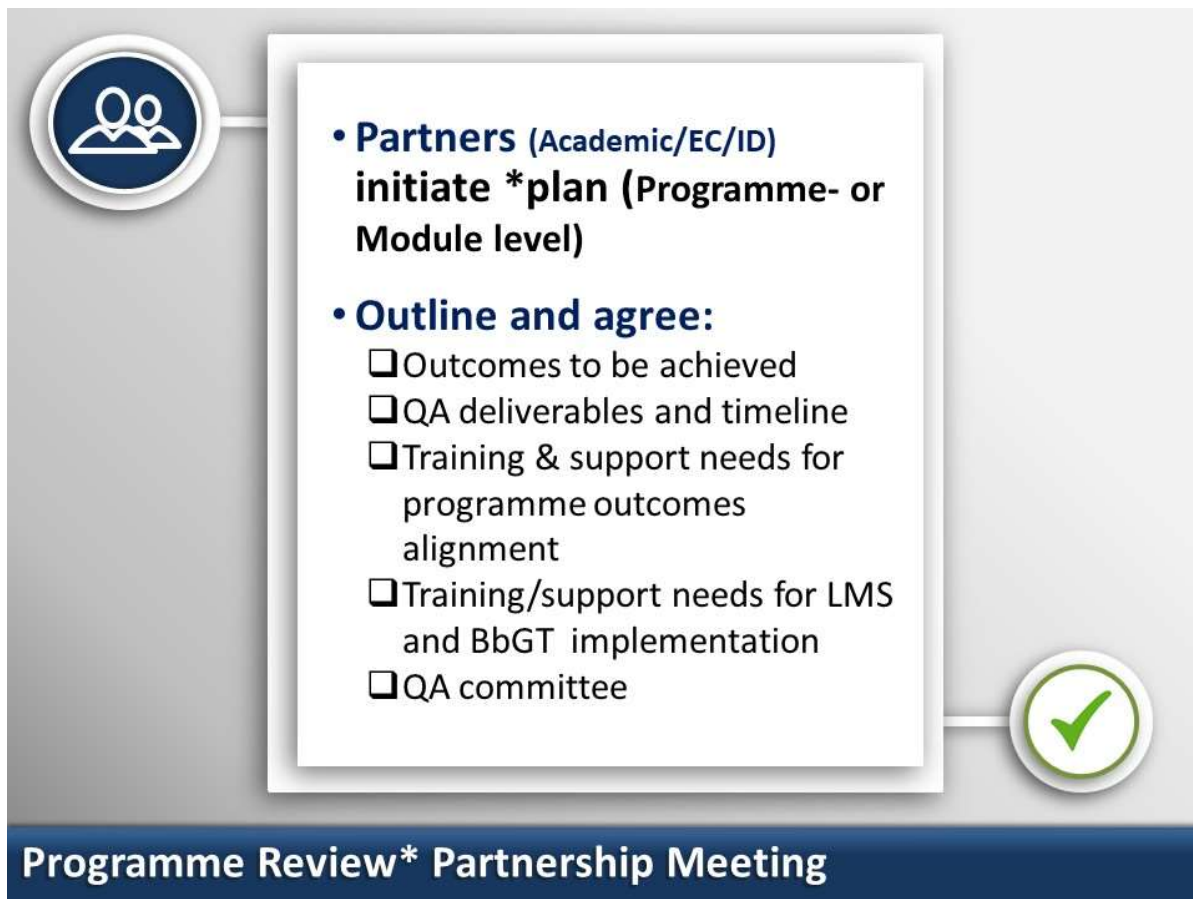 • Partners (Academic/EC/ID)
initiate *plan (Programme- or
Module level)
• Outline and agree:
❑Outcomes to be achieved
❑QA deliverables and timeline
❑Training & support needs for
programme outcomes
alignment
❑Training/support needs for LMS
and BbGT implementation
❑QA committee
Programme Review* Partnership Meeting